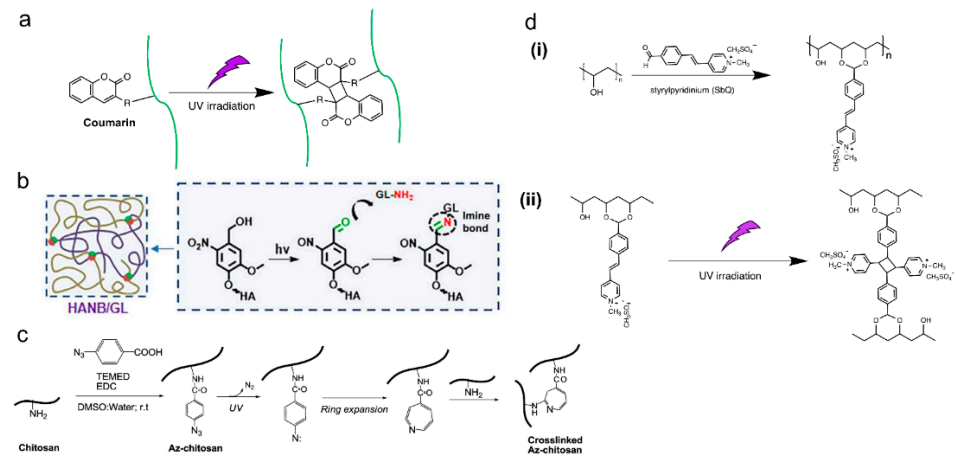 a
Coumarin
UV irradiation
O
O
R
O
O
R
R
O
O
b
HANB/GL
OH
O₂N
O
O
HA
hv
GL-NH₂
O
ON
O
O
HA
GL
N
Imine
bond
ON
O
O
HA
c
N₃
COOH
TEMED
EDC
DMSO:Water; r.t
NH₂
Chitosan
NH
C=O
N₃
Az-chitosan
N₂
UV
NH
C=O
N:
Ring expansion
NH
C=O
N
NH₂
NH
C=O
NH
N
Crosslinked
Az-chitosan
d
(i)
OH
n
O
H
N⁺
CH₃
CH₃SO₄⁻
styrylpyridinium (SbQ)
OH
O
O
n
N⁺
CH₃
CH₃SO₄⁻
(ii)
OH
O
O
N⁺
CH₃
CH₃SO₄⁻
UV irradiation
OH
O
O
CH₃SO₄⁻
H₃C
N⁺
N⁺
CH₃
CH₃SO₄⁻
O
O
OH